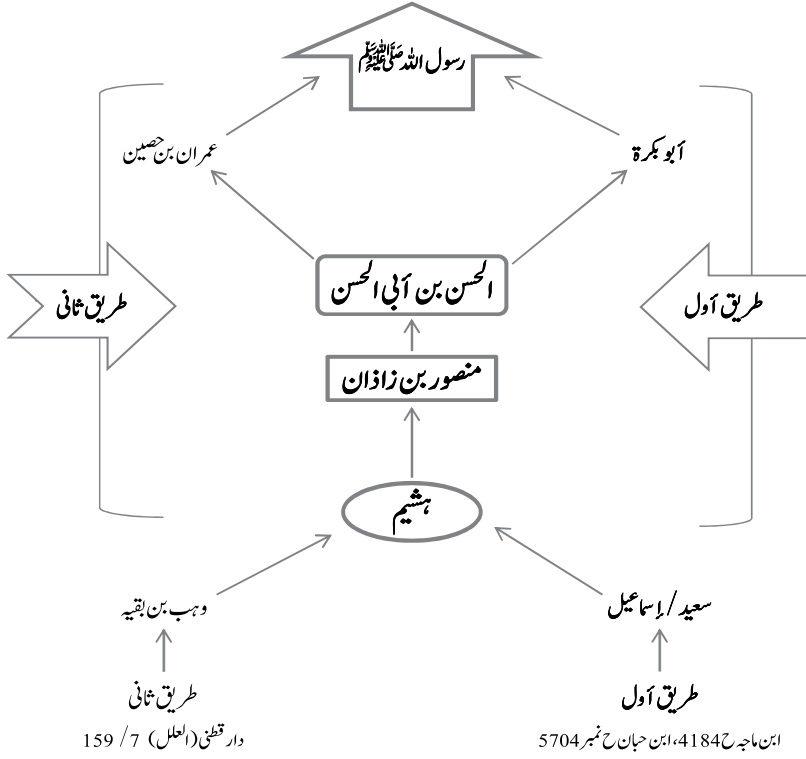 رسول اللہ ﷺ
أبو بكرة
عمران بن حصین
الحسن بن أبی الحسن
طریق أول
طریق ثانی
منصور بن زاذان
ہشیم
سعید / إسماعیل
وہب بن بقیہ
طریق أول
طریق ثانی
ابن ماجہ ح 4184، ابن حبان ح نمبر 5704
دار قطنی (العلل) 7 / 159